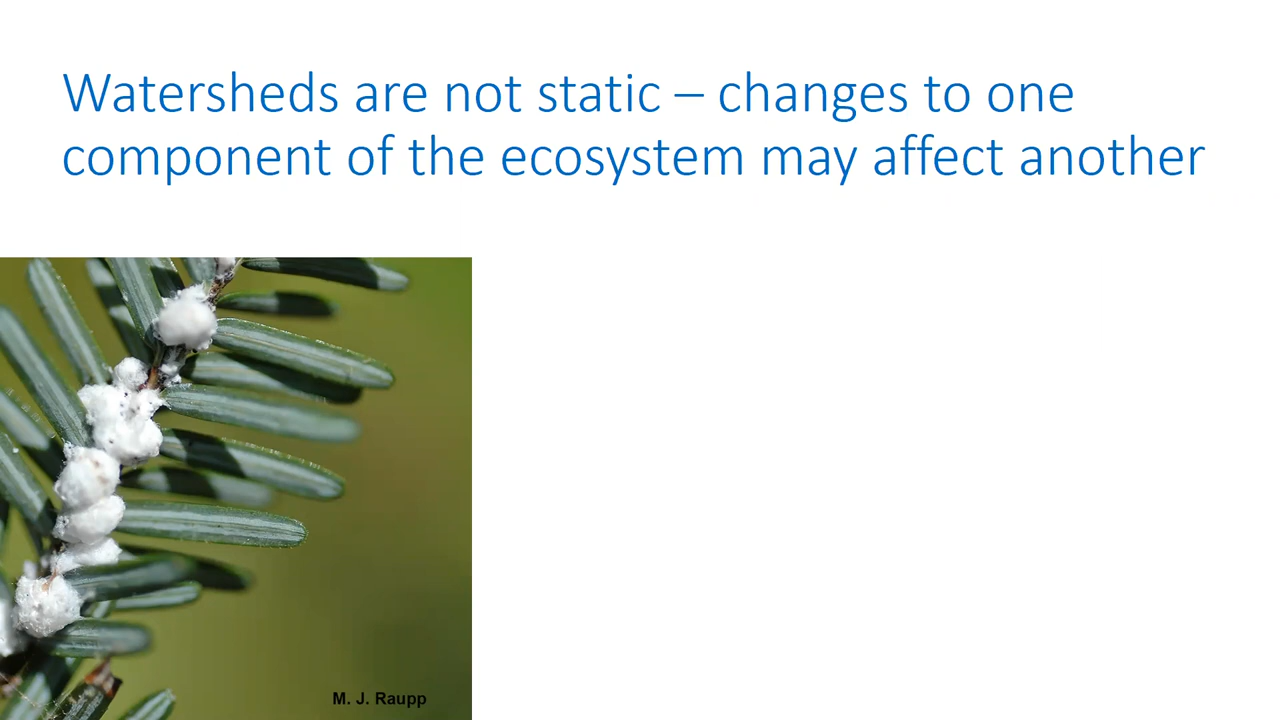 Watersheds are not static – changes to one
component of the ecosystem may affect another
M. J. Raupp